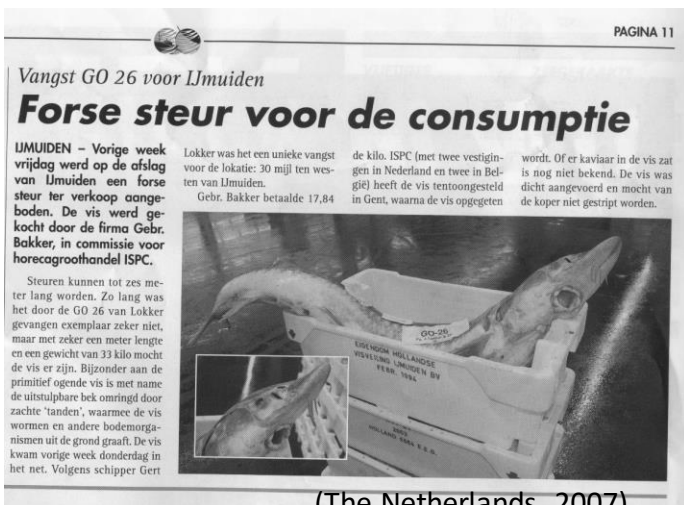 PAGINA 11
Vangst GO 26 voor IJmuiden
Forse steur voor de consumptie
IJMUIDEN – Vorige week
vrijdag werd op de afslag
van IJmuiden een forse
steur ter verkoop aange-
boden. De vis werd ge-
kocht door de firma Gebr.
Bakker, in commissie voor
horecagroothandel ISPC.
Steuren kunnen tot zes me-
ter lang worden. Zo lang was
het door de GO 26 van Lokker
gevangen exemplaar zeker niet,
maar met zeker een meter lengte
en een gewicht van 33 kilo mocht
de vis er zijn. Bijzonder aan de
primitief ogende vis is met name
de uitstulpbare bek omringd door
zachte 'tanden', waarmee de vis
wormen en andere bodemorga-
nismen uit de grond graaft. De vis
kwam vorige week donderdag in
het net. Volgens schipper Gert
Lokker was het een unieke vangst
voor de lokatie: 30 mijl ten wes-
ten van IJmuiden.
Gebr. Bakker betaalde 17,84
de kilo. ISPC (met twee vestigin-
gen in Nederland en twee in Bel-
gië) heeft de vis tentoongesteld
in Gent, waarna de vis opgegeten
wordt. Of er kaviaar in de vis zat
is nog niet bekend. De vis was
dicht aangevoerd en mocht van
de koper niet gestript worden.
GO-26
EIGENDOM HOLLANDSE
VISVEILING IJMUIDEN BV
FEBR. 1994
2003
HOLLAND
(The Netherlands, 2007)